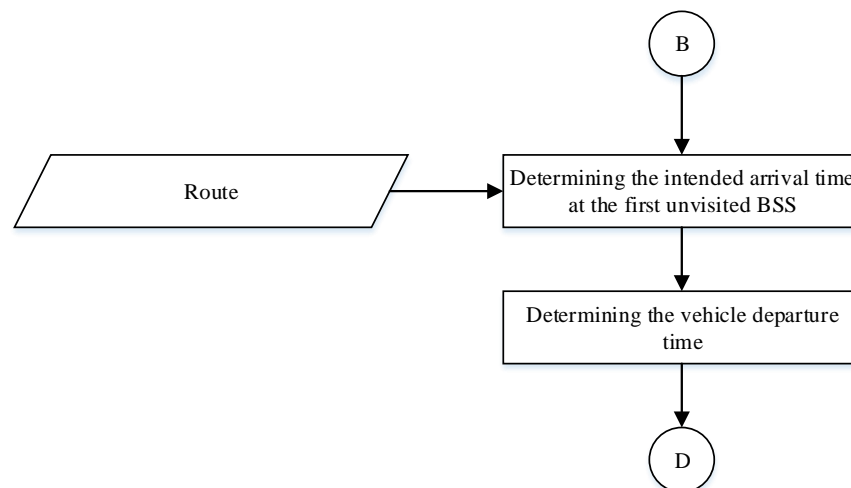 B
Route
Determining the intended arrival time
at the first unvisited BSS
Determining the vehicle departure
time
D